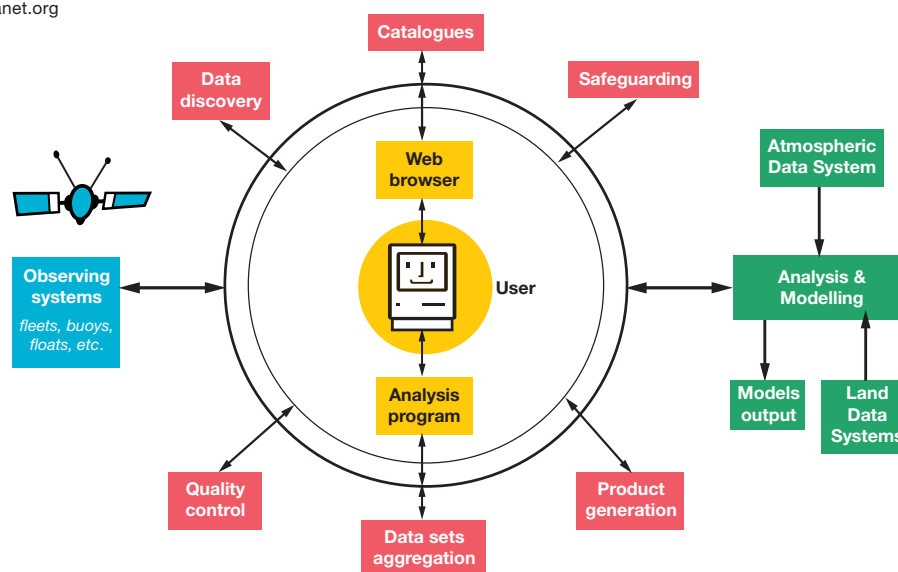 anet.org
Catalogues
Data
discovery
Safeguarding
Web
browser
Atmospheric
Data System
Observing
systems
fleets, buoys,
floats, etc.
User
Analysis &
Modelling
Analysis
program
Models
output
Land
Data
Systems
Quality
control
Product
generation
Data sets
aggregation